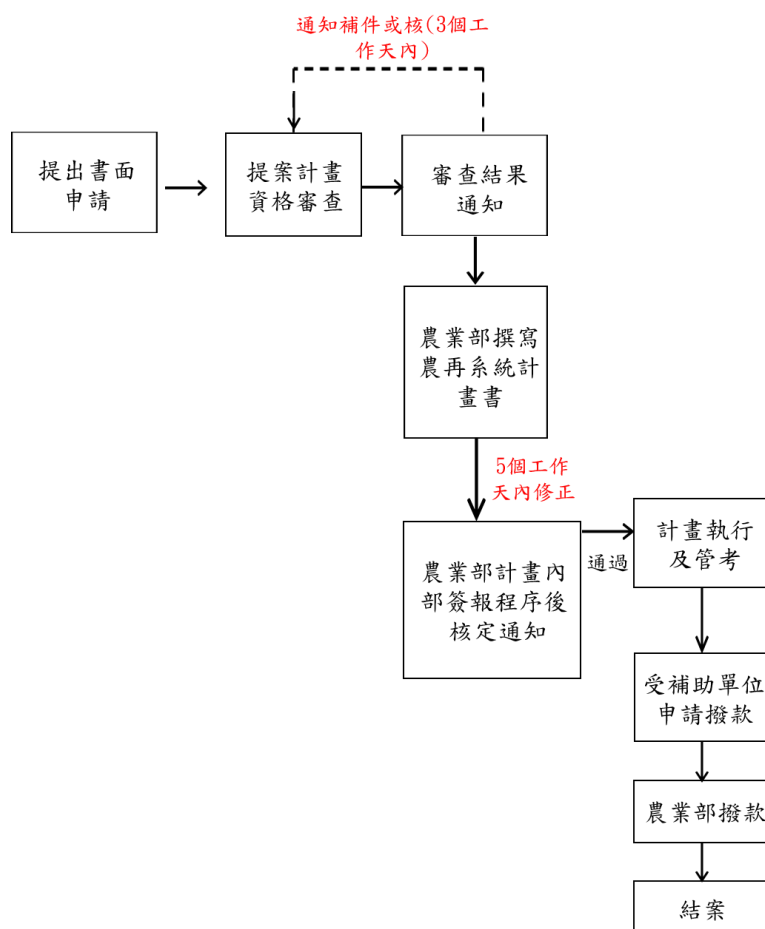 通知補件或核(3個工
作天內)
提出書面
申請
提案計畫
資格審查
審查結果
通知
農業部撰寫
農再系統計
畫書
5個工作
天內修正
農業部計畫內
部簽報程序後
核定通知
通過
計畫執行
及管考
受補助單位
申請撥款
農業部撥款
結案